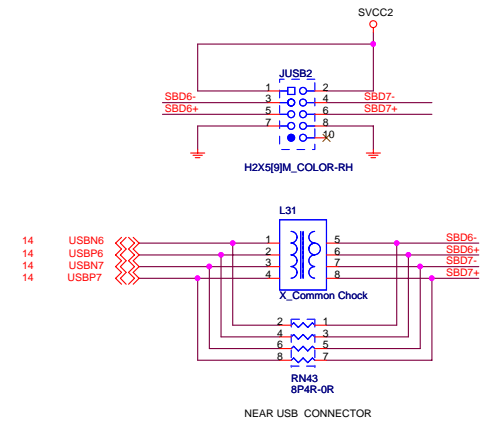 SVCC2
JUSB2
1 2
SBD6- 3 4 SBD7-
SBD6+ 5 6 SBD7+
7 8
10
H2X5[9]M_COLOR-RH
L31
14 USBN6 1 5 SBD6-
14 USBP6 2 6 SBD6+
14 USBN7 3 7 SBD7-
14 USBP7 4 8 SBD7+
X_Common Chock
2 1
4 3
6 5
8 7
RN43
8P4R-0R
NEAR USB CONNECTOR